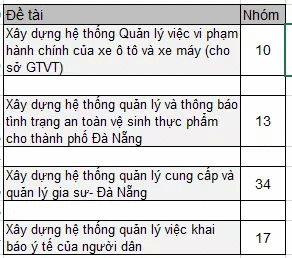 Đề tài Nhóm
Xây dựng hệ thống Quản lý việc vi phạm
hành chính của xe ô tô và xe máy (cho
sở GTVT)
10
Xây dựng hệ thống quản lý và thông báo
tình trạng an toàn vệ sinh thực phẩm
cho thành phố Đà Nẵng
13
Xây dựng hệ thống quản lý cung cấp và
quản lý gia sư- Đà Nẵng
34
Xây dựng hệ thống quản lý việc khai
báo y tế của người dân
17